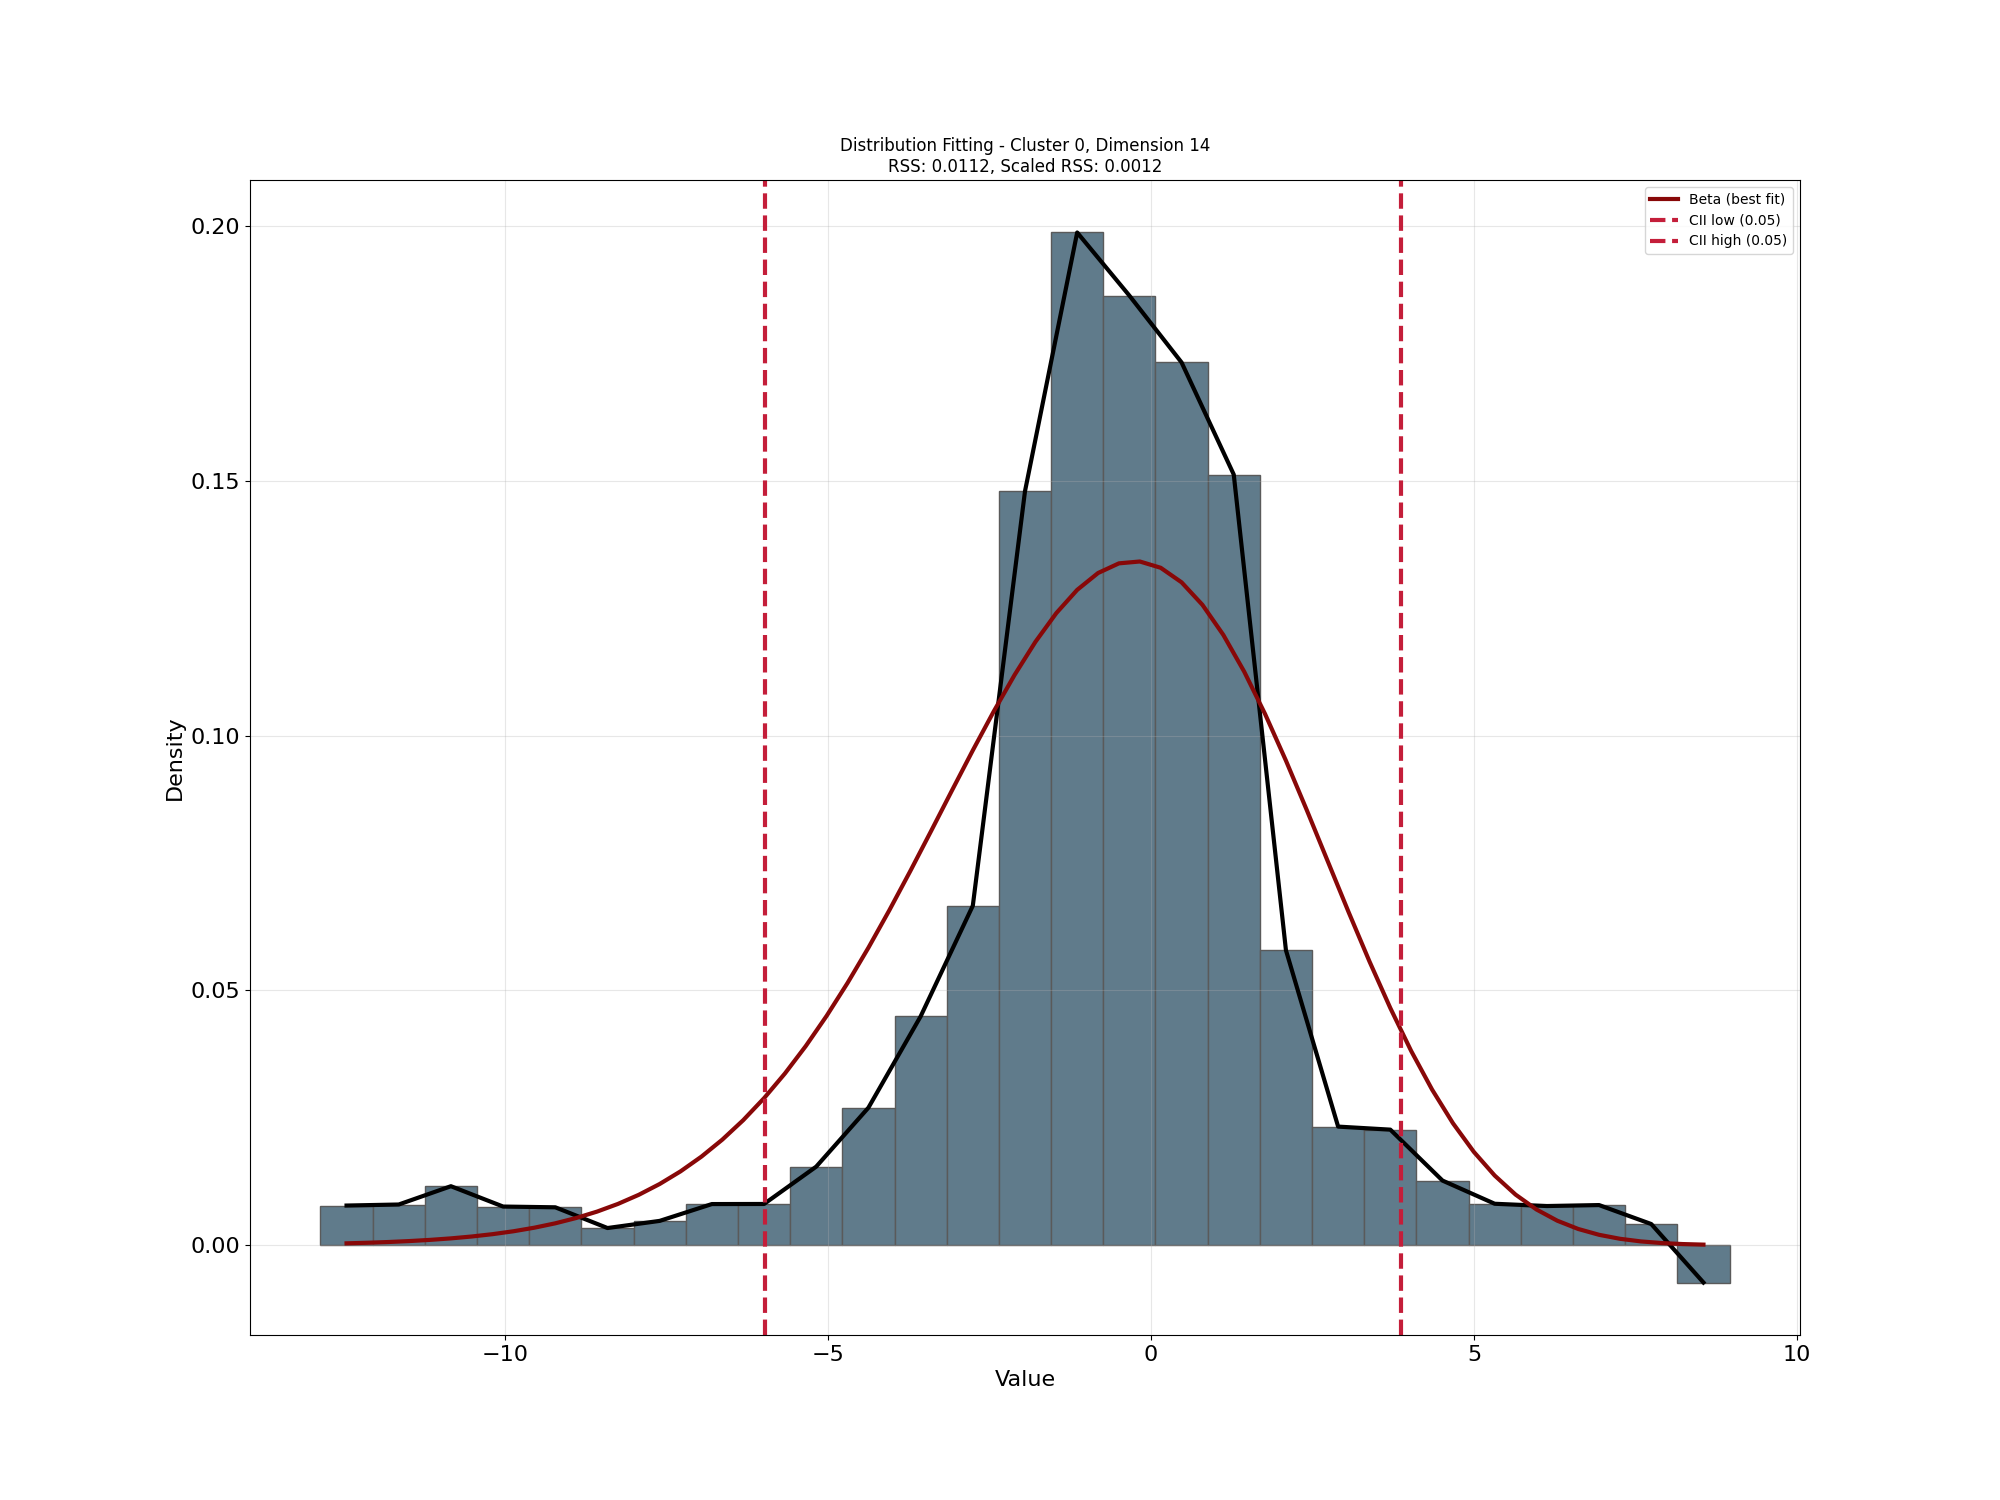 Distribution Fitting - Cluster 0, Dimension 14
RSS: 0.0112, Scaled RSS: 0.0012
Beta (best fit)
CII low (0.05)
CII high (0.05)
0.20
0.15
0.10
0.05
0.00
Density
−10
−5
0
5
10
Value